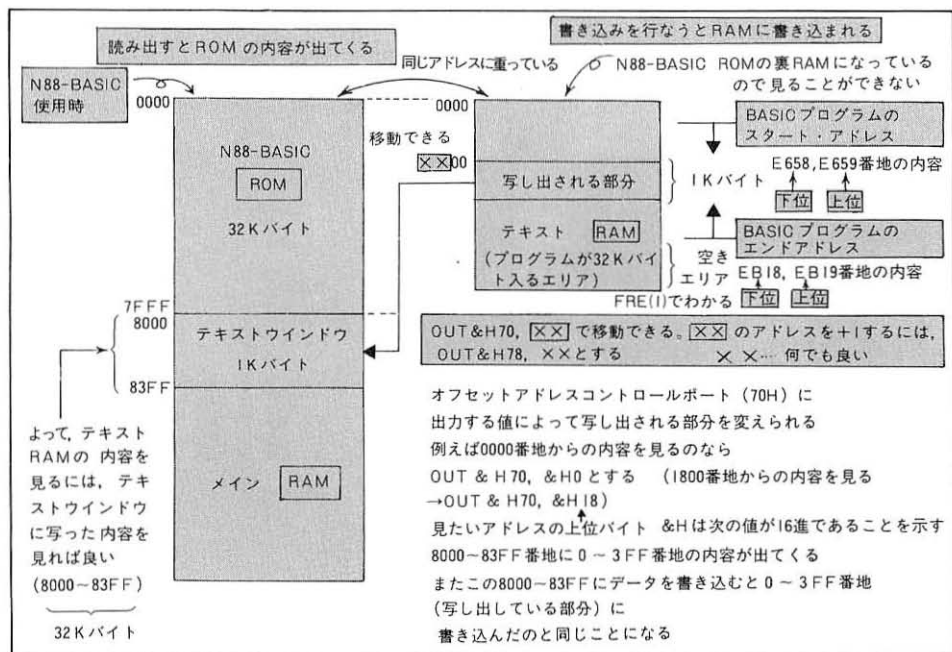 読み出すとROMの内容が出てくる
書き込みを行なうとRAMに書き込まれる
N88-BASIC
使用時
同じアドレスに重っている
N88-BASIC ROMの裏RAMになっている
ので見ることができない
0000
0000
移動できる
××00
N88-BASIC
ROM
32Kバイト
写し出される部分
1Kバイト
テキスト RAM
(プログラムが32Kバイ
ト入るエリア)
空き
エリア
FRE(1)でわかる
BASICプログラムの
スタート・アドレス
E658, E659番地の内容
下位 上位
BASICプログラムの
エンドアドレス
EB18, EB19番地の内容
下位 上位
7FFF
8000
テキストウインドウ
1Kバイト
83FF
メイン RAM
よって, テキスト
RAMの 内容を
見るには, テキ
ストウインドウ
に写った内容を
見れば良い
(8000~83FF)
32Kバイト
OUT&H70, ×× で移動できる。×× のアドレスを+1するには,
OUT&H78, ××とする ××… 何でも良い
オフセットアドレスコントロールポート (70H) に
出力する値によって写し出される部分を変えられる
例えば0000番地からの内容を見るのなら
OUT & H70, &H0とする (1800番地からの内容を見る
→OUT & H70, &H18)
見たいアドレスの上位バイト &Hは次の値が16進であることを示す
8000~83FF番地に0~3FF番地の内容が出てくる
またこの8000~83FFにデータを書き込むと0~3FF番地
(写し出している部分) に
書き込んだのと同じことになる